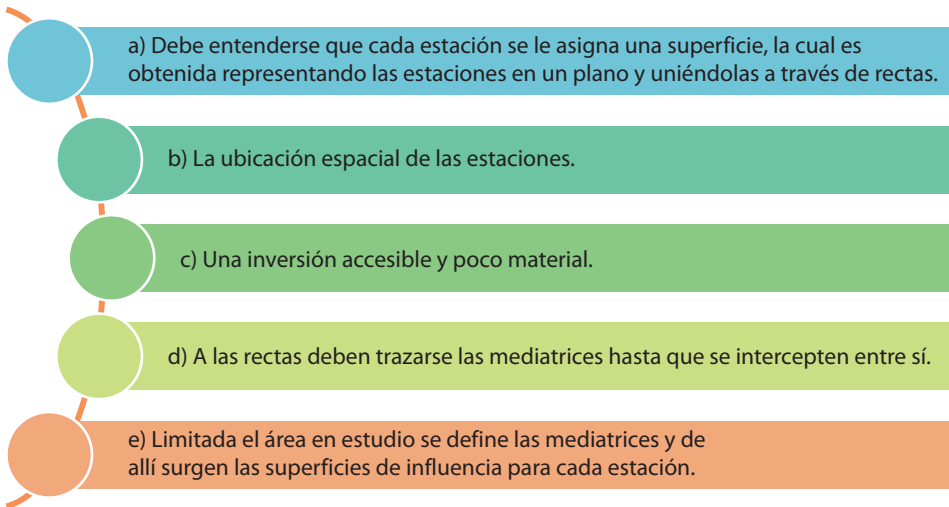 a) Debe entenderse que cada estación se le asigna una superficie, la cual es
obtenida representando las estaciones en un plano y uniéndolas a través de rectas.
b) La ubicación espacial de las estaciones.
c) Una inversión accesible y poco material.
d) A las rectas deben trazarse las mediatrices hasta que se intercepten entre sí.
e) Limitada el área en estudio se define las mediatrices y de
allí surgen las superficies de influencia para cada estación.